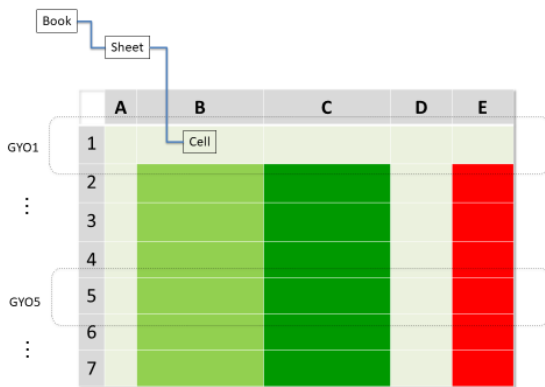 Book
Sheet
A B C D E
GYO1 1 Cell
2
⋮ 3
4
GYO5 5
6
⋮ 7